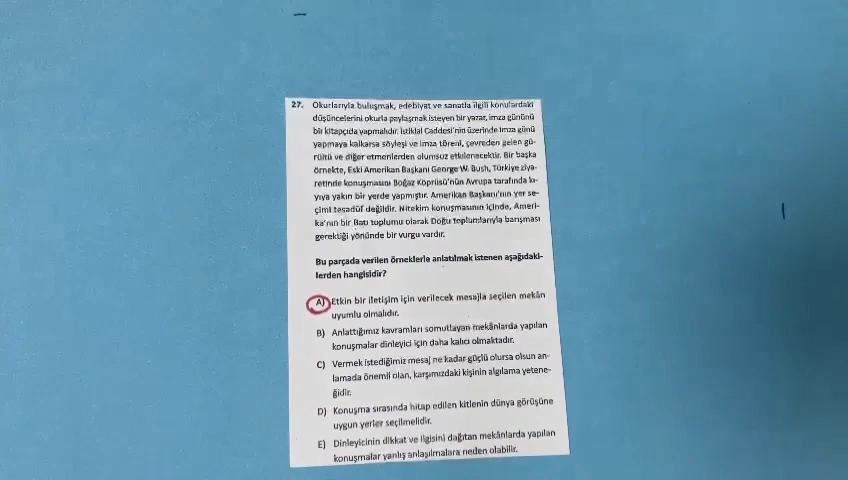 27. Okurlarıyla buluşmak, edebiyat ve sanatla ilgili konulardaki
düşüncelerini okurla paylaşmak isteyen bir yazar, imza gününü
bir kitapçıda yapmalıdır. İstiklal Caddesi'nin üzerinde imza günü
yapmaya kalkarsa söyleşi ve imza töreni, çevreden gelen gü-
rültü ve diğer etmenlerden olumsuz etkilenecektir. Bir başka
örnekte, Eski Amerikan Başkanı George W. Bush, Türkiye ziya-
retinde konuşmasını Boğaz Köprüsü'nün Avrupa tarafında kı-
yıya yakın bir yerde yapmıştır. Amerikan Başkanı'nın yer se-
çimi tesadüf değildir. Nitekim konuşmasının içinde, Ameri-
ka'nın bir Batı toplumu olarak Doğu toplumlarıyla barışması
gerektiği yönünde bir vurgu vardır.
Bu parçada verilen örneklerle anlatılmak istenen aşağıdaki-
lerden hangisidir?
A) Etkin bir iletişim için verilecek mesajla seçilen mekân
uyumlu olmalıdır.
B) Anlattığımız kavramları somutlayan mekânlarda yapılan
konuşmalar dinleyici için daha kalıcı olmaktadır.
C) Vermek istediğimiz mesaj ne kadar güçlü olursa olsun an-
lamada önemli olan, karşımızdaki kişinin algılama yetene-
ğidir.
D) Konuşma sırasında hitap edilen kitlenin dünya görüşüne
uygun yerler seçilmelidir.
E) Dinleyicinin dikkat ve ilgisini dağıtan mekânlarda yapılan
konuşmalar yanlış anlaşılmalara neden olabilir.